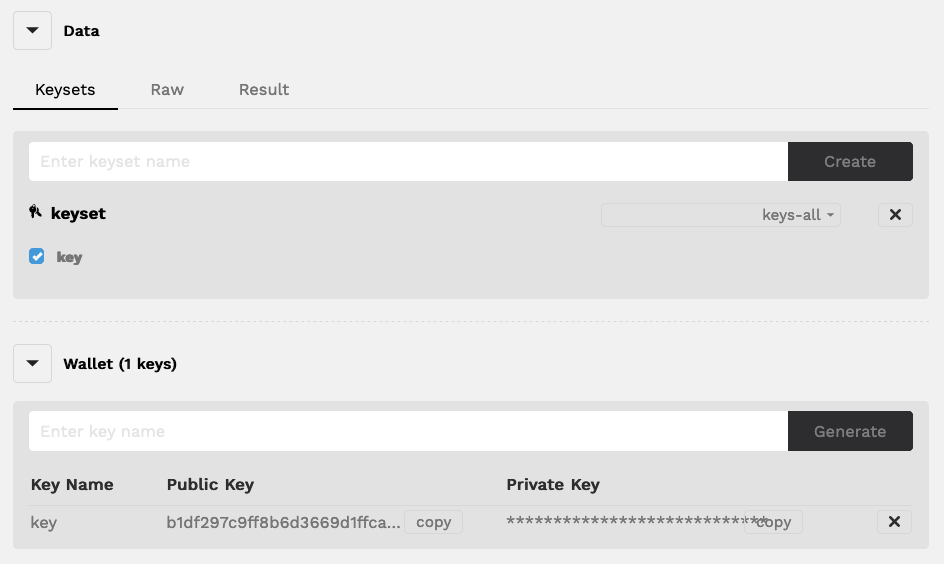 Data
Keysets Raw Result
Enter keyset name Create
keyset keys-all
key
Wallet (1 keys)
Enter key name Generate
Key Name Public Key Private Key
key b1df297c9ff8b6d3669d1ffca... copy **************************** copy